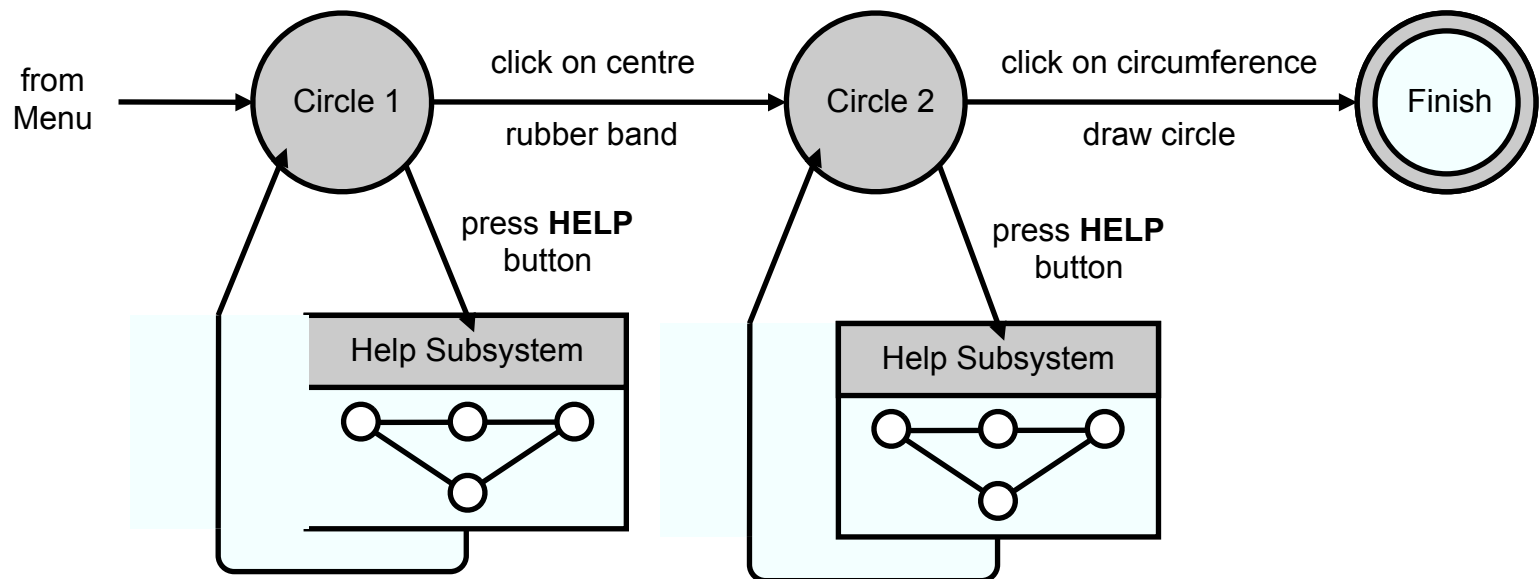 from
Menu
Circle 1
click on centre
rubber band
Circle 2
click on circumference
draw circle
Finish
press HELP
button
press HELP
button
Help Subsystem
Help Subsystem